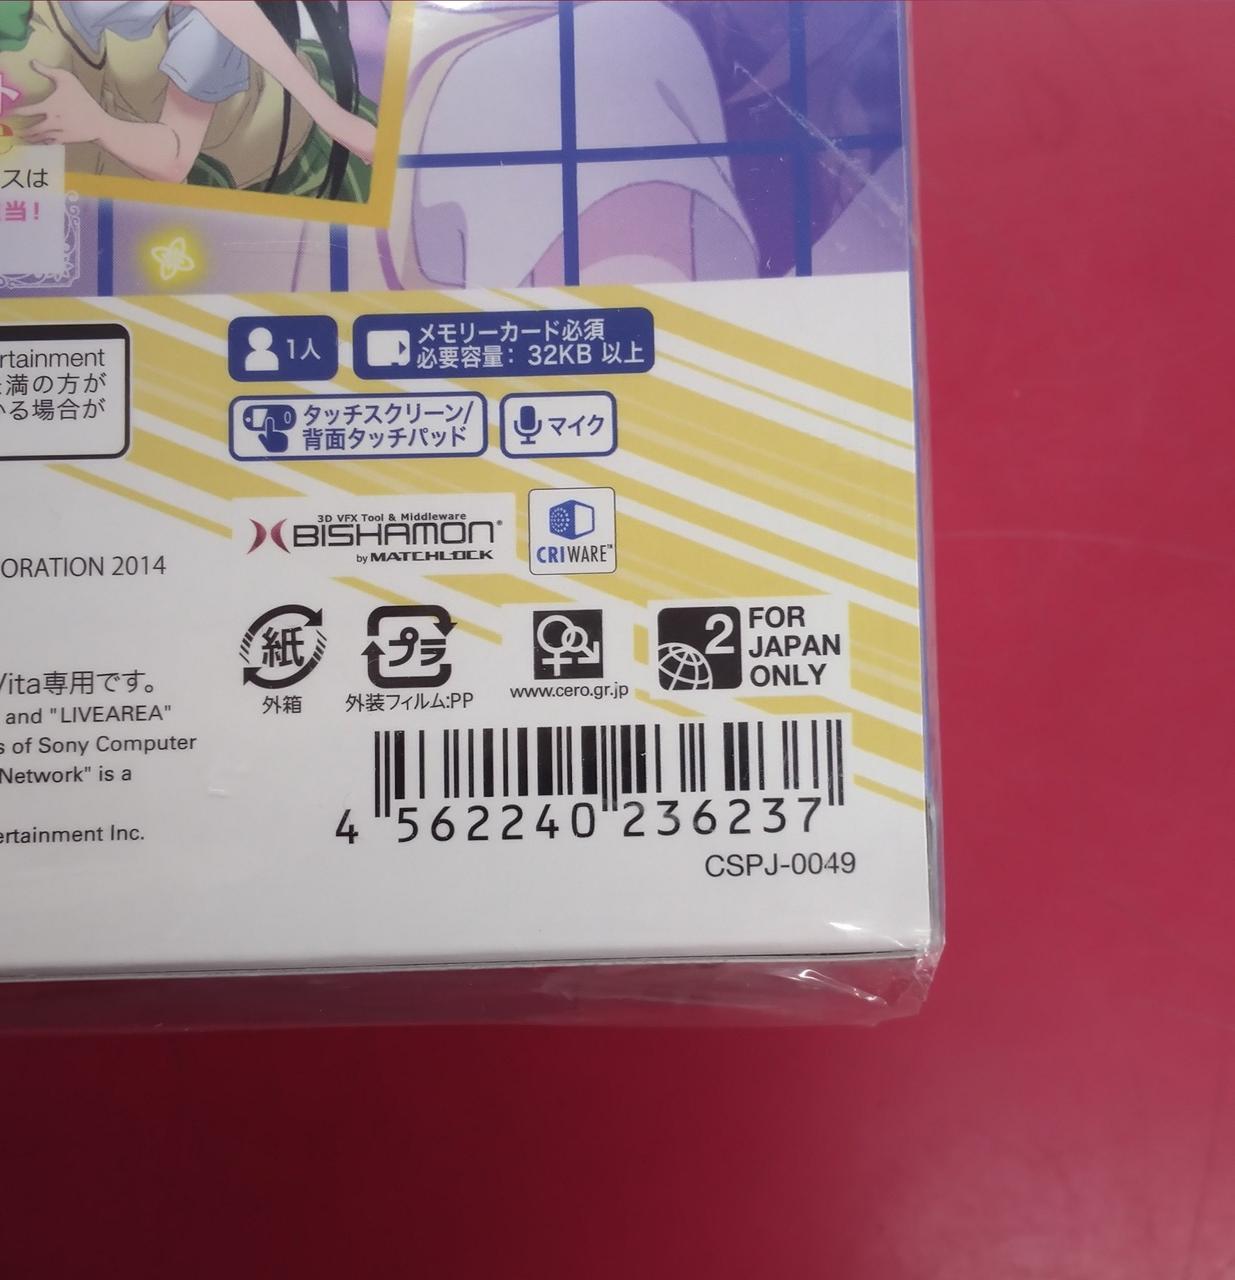 スは
当!
1人
メモリーカード必須
必要容量: 32KB 以上
rtainment
満の方が
る場合が
タッチスクリーン/
背面タッチパッド
マイク
3D VFX Tool & Middleware
BISHAMON®
by MATCHLOCK
CRIWARE™
ORATION 2014
紙
外箱
プラ
外装フィルム:PP
www.cero.gr.jp
2
FOR
JAPAN
ONLY
Vita専用です。
and "LIVEAREA"
s of Sony Computer
Network" is a
ertainment Inc.
4 562240 236237
CSPJ-0049